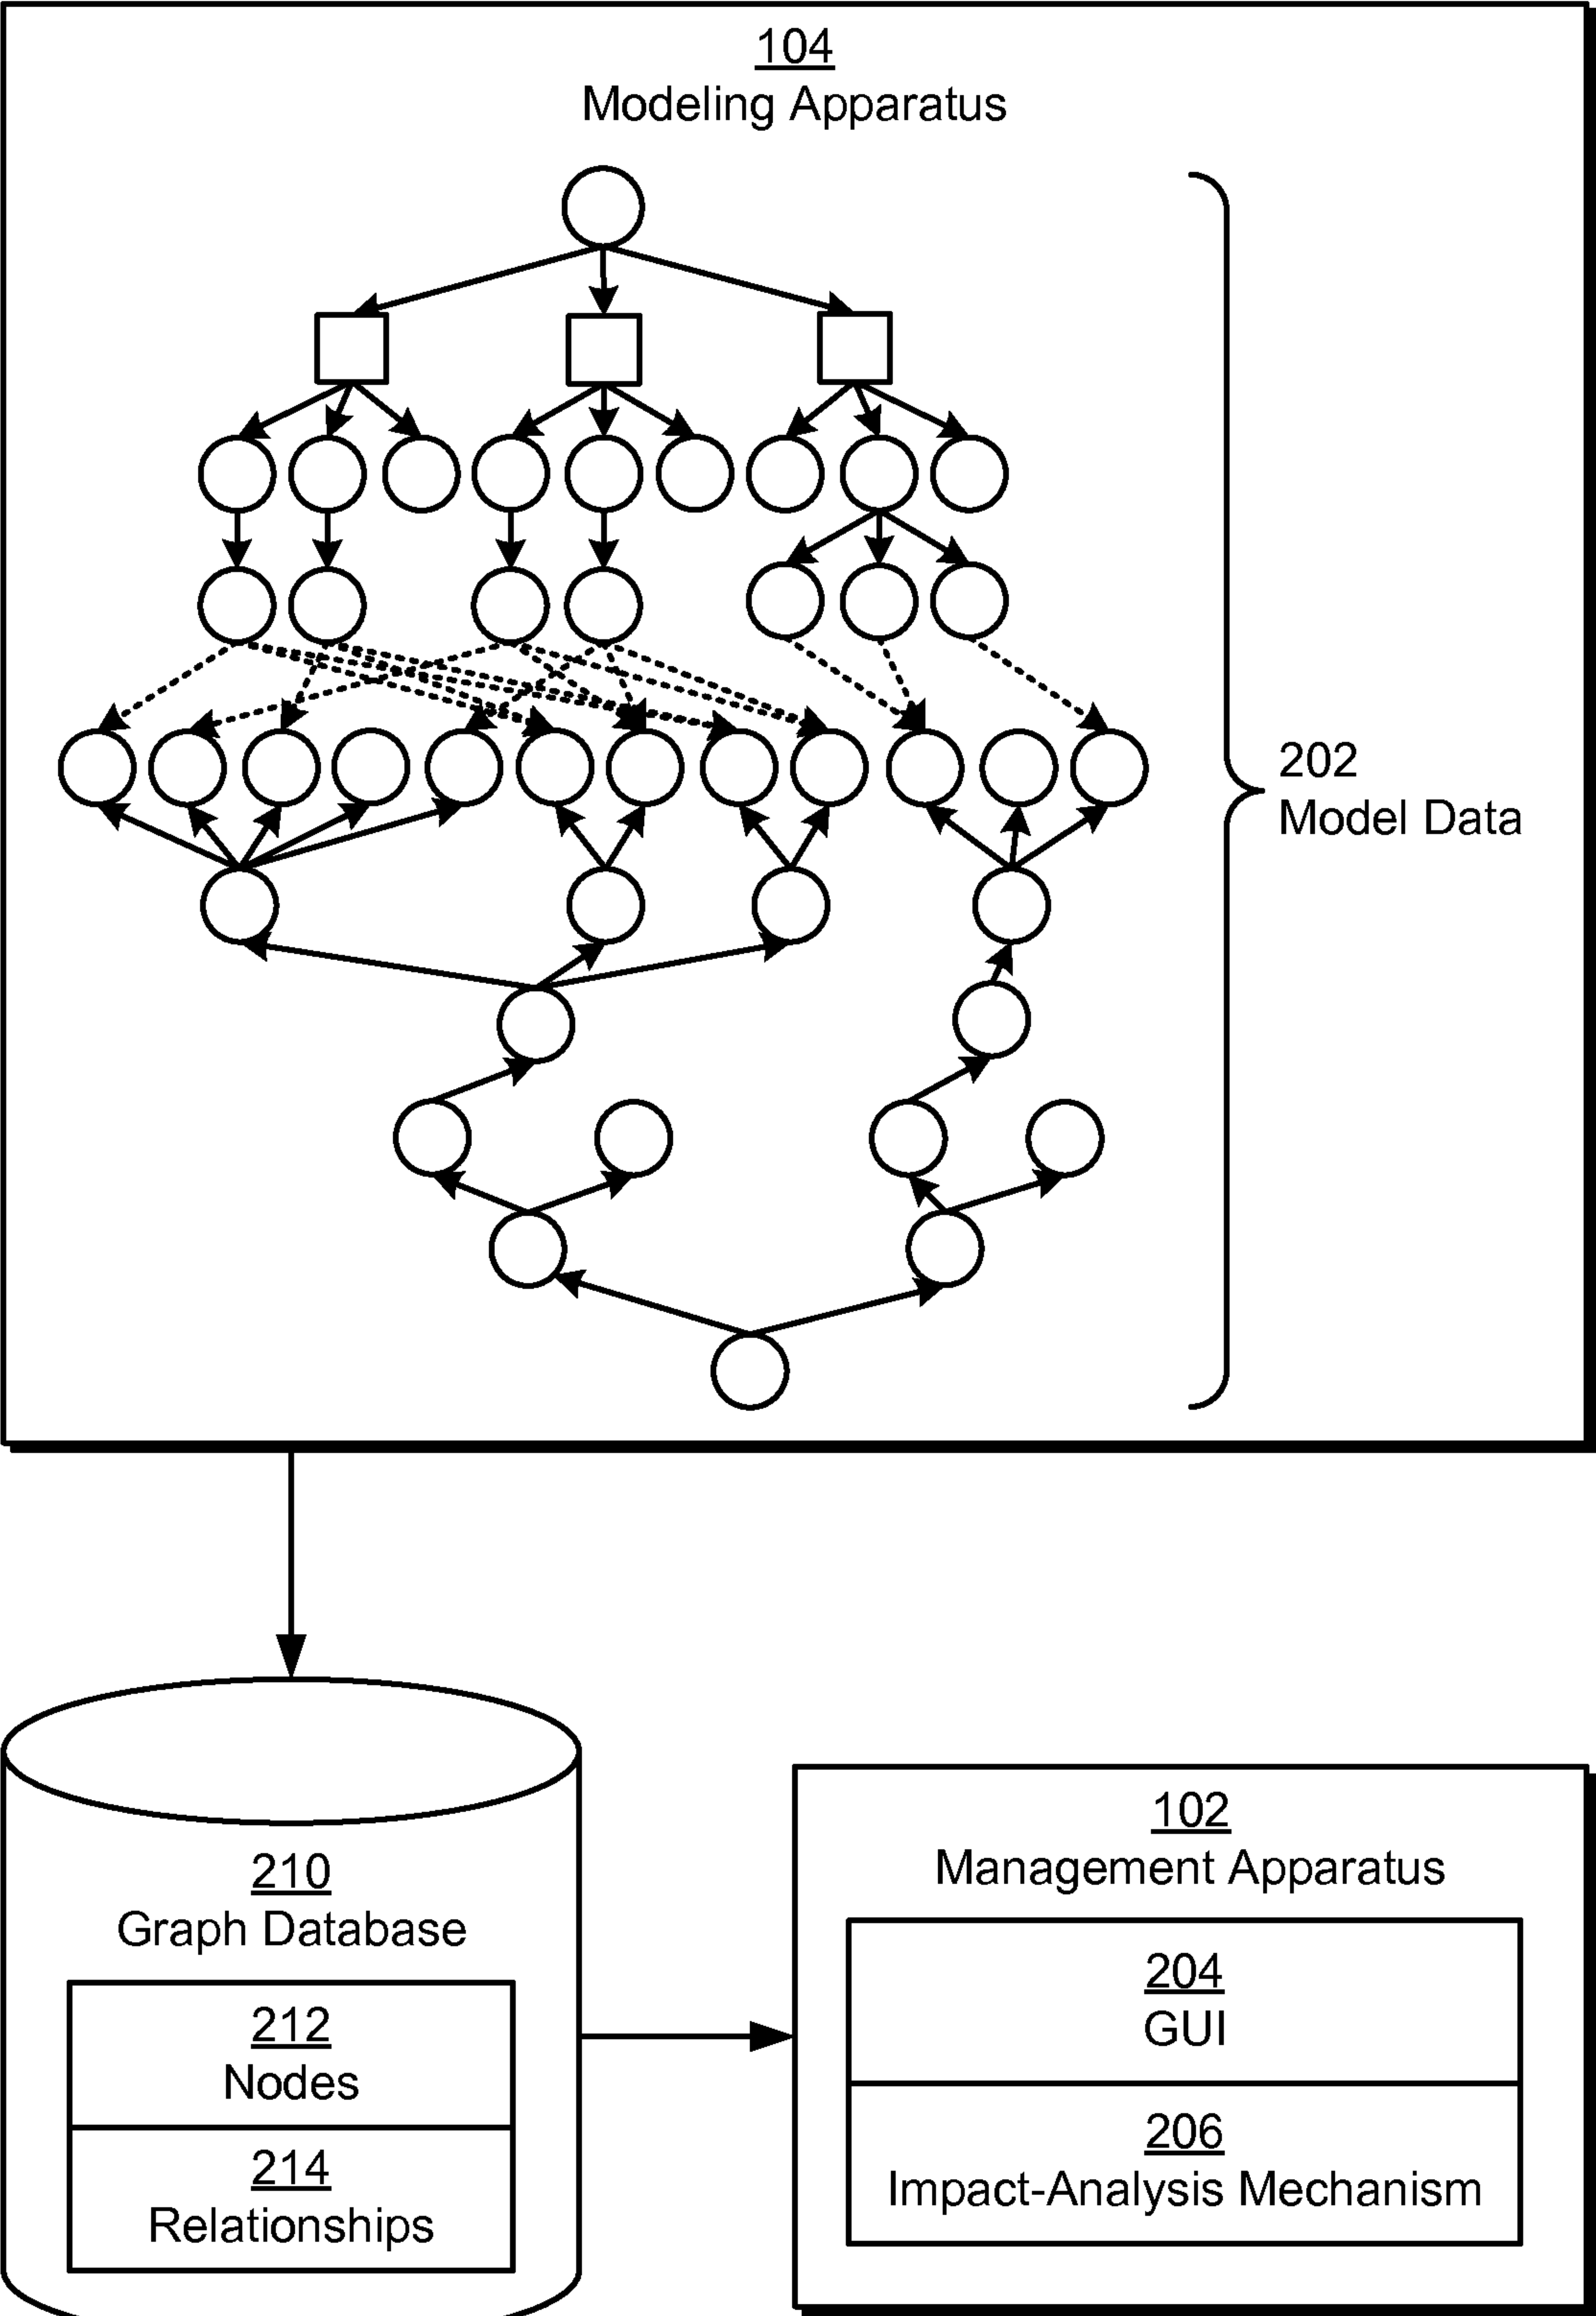 104
Modeling Apparatus
202
Model Data
210
Graph Database
212
Nodes
214
Relationships
102
Management Apparatus
204
GUI
206
Impact-Analysis Mechanism